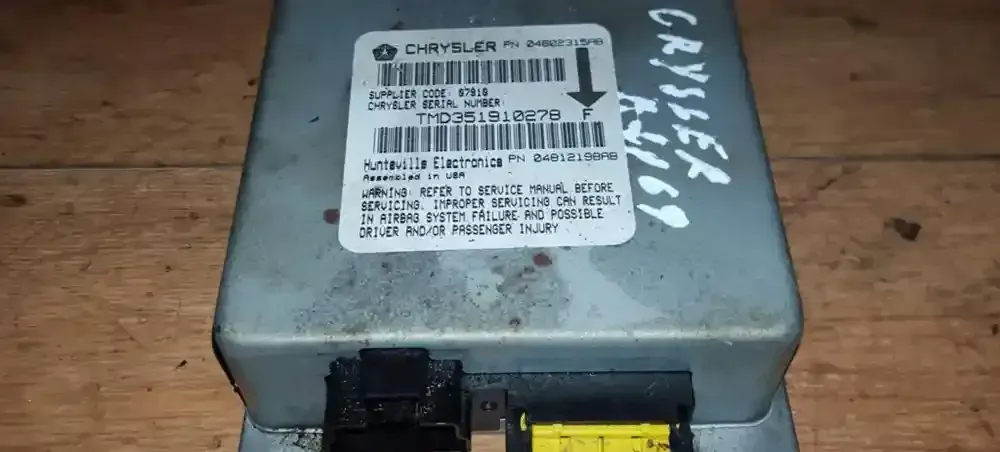 CHRYSLER PN 04602315AB
SUPPLIER CODE: 07910
CHRYSLER SERIAL NUMBER:
TMD351910278 F
Huntsville Electronics PN 04812198AB
Assembled in USA
WARNING: REFER TO SERVICE MANUAL BEFORE
SERVICING. IMPROPER SERVICING CAN RESULT
IN AIRBAG SYSTEM FAILURE AND POSSIBLE
DRIVER AND/OR PASSENGER INJURY